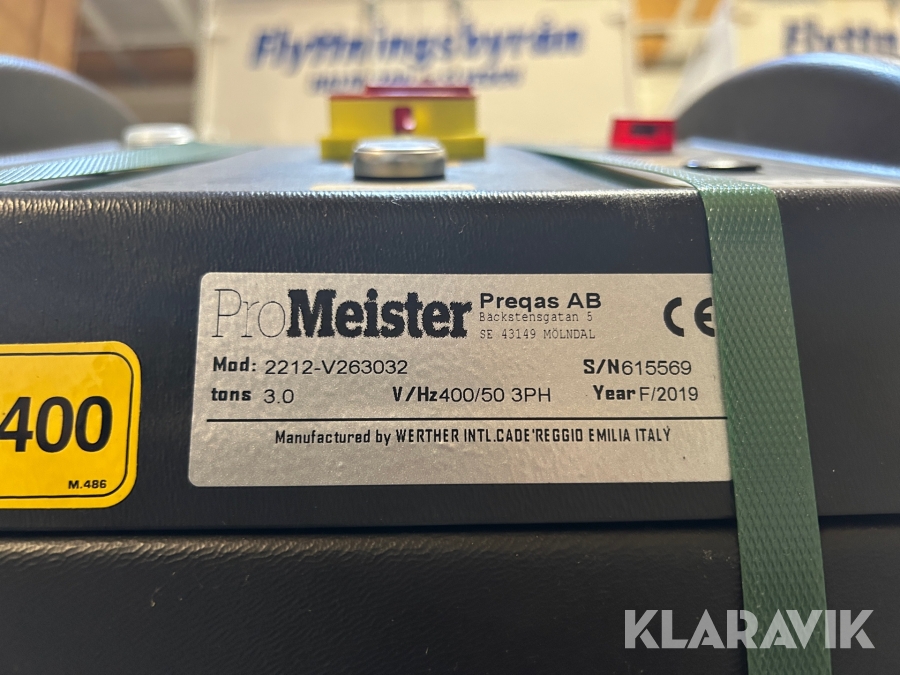 Flyttningsbyrån
Flyttningsb
ProMeister
Preqas AB
Bäckstensgatan 5
SE 43149 MÖLNDAL
CE
Mod: 2212-V263032
S/N615569
tons 3.0
V/Hz400/50 3PH
Year F/2019
Manufactured by WERTHER INTL.CADE'REGGIO EMILIA ITALY
400
M.486
KLARAVIK